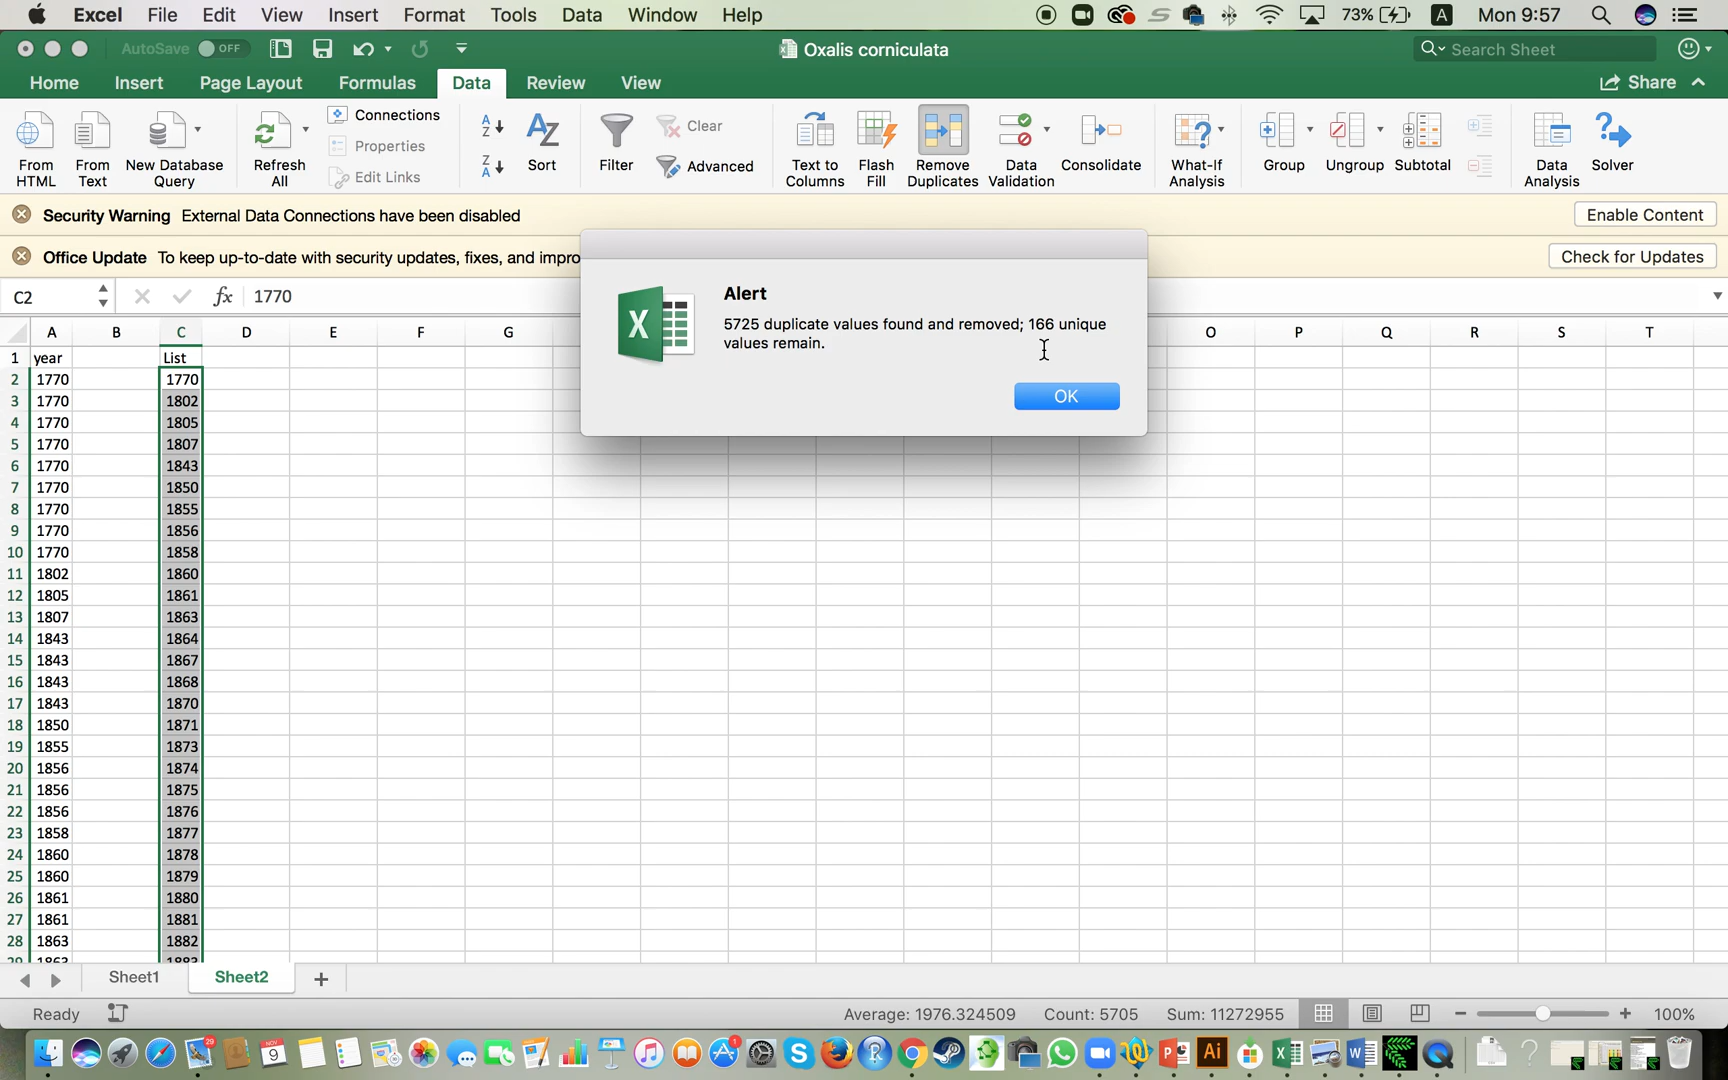 Excel File Edit View Insert Format Tools Data Window Help 73% A Mon 9:57
AutoSave OFF Oxalis corniculata Search Sheet
Home Insert Page Layout Formulas Data Review View Share
From HTML
From Text
New Database Query
Refresh All
Connections
Properties
Edit Links
Sort
Filter
Clear
Advanced
Text to Columns
Flash Fill
Remove Duplicates
Data Validation
Consolidate
What-If Analysis
Group
Ungroup
Subtotal
Data Analysis
Solver
Security Warning External Data Connections have been disabled Enable Content
Office Update To keep up-to-date with security updates, fixes, and impro Check for Updates
Alert
5725 duplicate values found and removed; 166 unique
values remain.
OK
C2 fx 1770
A B C D E F G O P Q R S T
1 year List
2 1770 1770
3 1770 1802
4 1770 1805
5 1770 1807
6 1770 1843
7 1770 1850
8 1770 1855
9 1770 1856
10 1770 1858
11 1802 1860
12 1805 1861
13 1807 1863
14 1843 1864
15 1843 1867
16 1843 1868
17 1843 1870
18 1850 1871
19 1855 1873
20 1856 1874
21 1856 1875
22 1856 1876
23 1858 1877
24 1860 1878
25 1860 1879
26 1861 1880
27 1861 1881
28 1863 1882
29 1863 1883
Sheet1 Sheet2 +
Ready Average: 1976.324509 Count: 5705 Sum: 11272955 100%